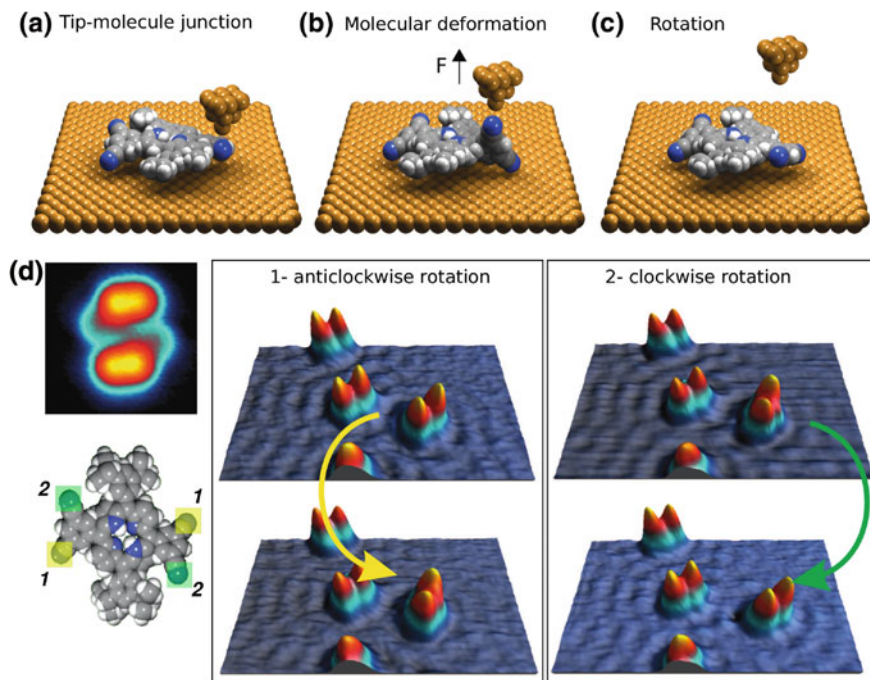 (a) Tip-molecule junction
(b) Molecular deformation
(c) Rotation
F
(d)
1- anticlockwise rotation
2- clockwise rotation
2
1
1
2